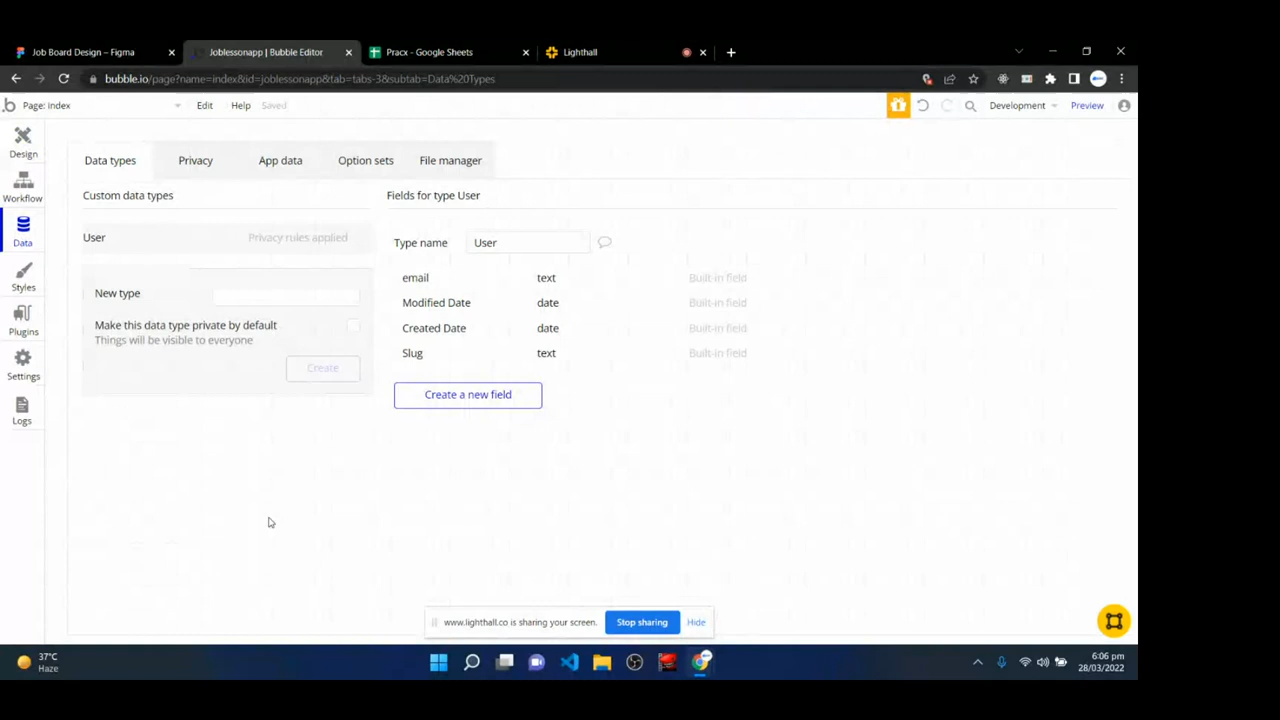 Job Board Design – Figma
Joblessonapp | Bubble Editor
Pracx - Google Sheets
Lighthall
bubble.io/page?name=index&id=joblessonapp&tab=tabs-3&subtab=Data%20Types
Page: index
Edit
Help
Saved
Development
Preview
Design
Workflow
Data
Styles
Plugins
Settings
Logs
Data types
Privacy
App data
Option sets
File manager
Custom data types
User
Privacy rules applied
New type
Make this data type private by default
Things will be visible to everyone
Create
Fields for type User
Type name
User
email
text
Built-in field
Modified Date
date
Built-in field
Created Date
date
Built-in field
Slug
text
Built-in field
Create a new field
www.lighthall.co is sharing your screen.
Stop sharing
Hide
37°C
Haze
6:06 pm
28/03/2022